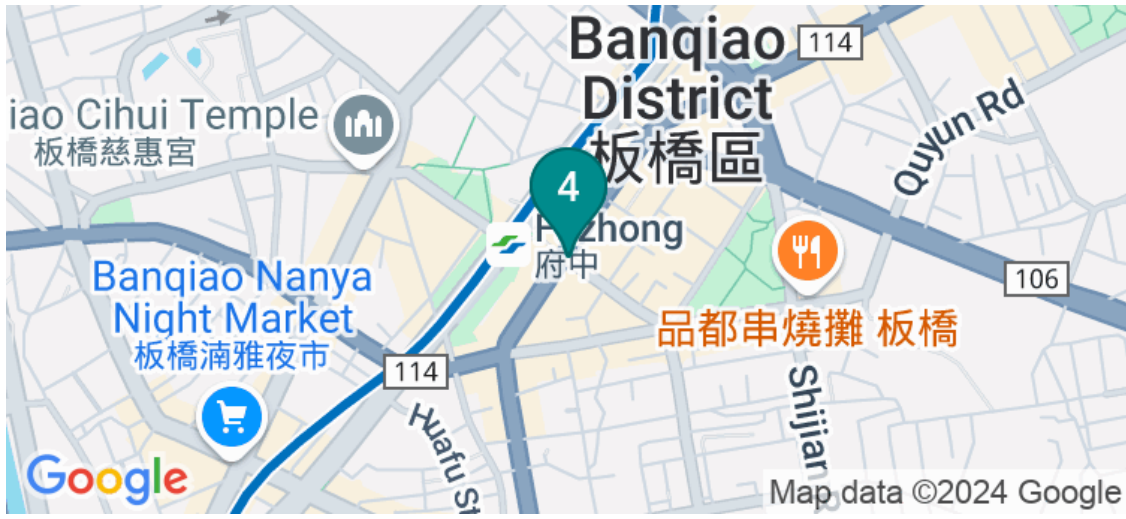 Banqiao
District
板橋區
114
iao Cihui Temple
板橋慈惠宮
Quyun Rd
4
府中
106
Banqiao Nanya
Night Market
板橋湳雅夜市
品都串燒攤 板橋
114
Huafu St
Shijian
Google
Map data ©2024 Google